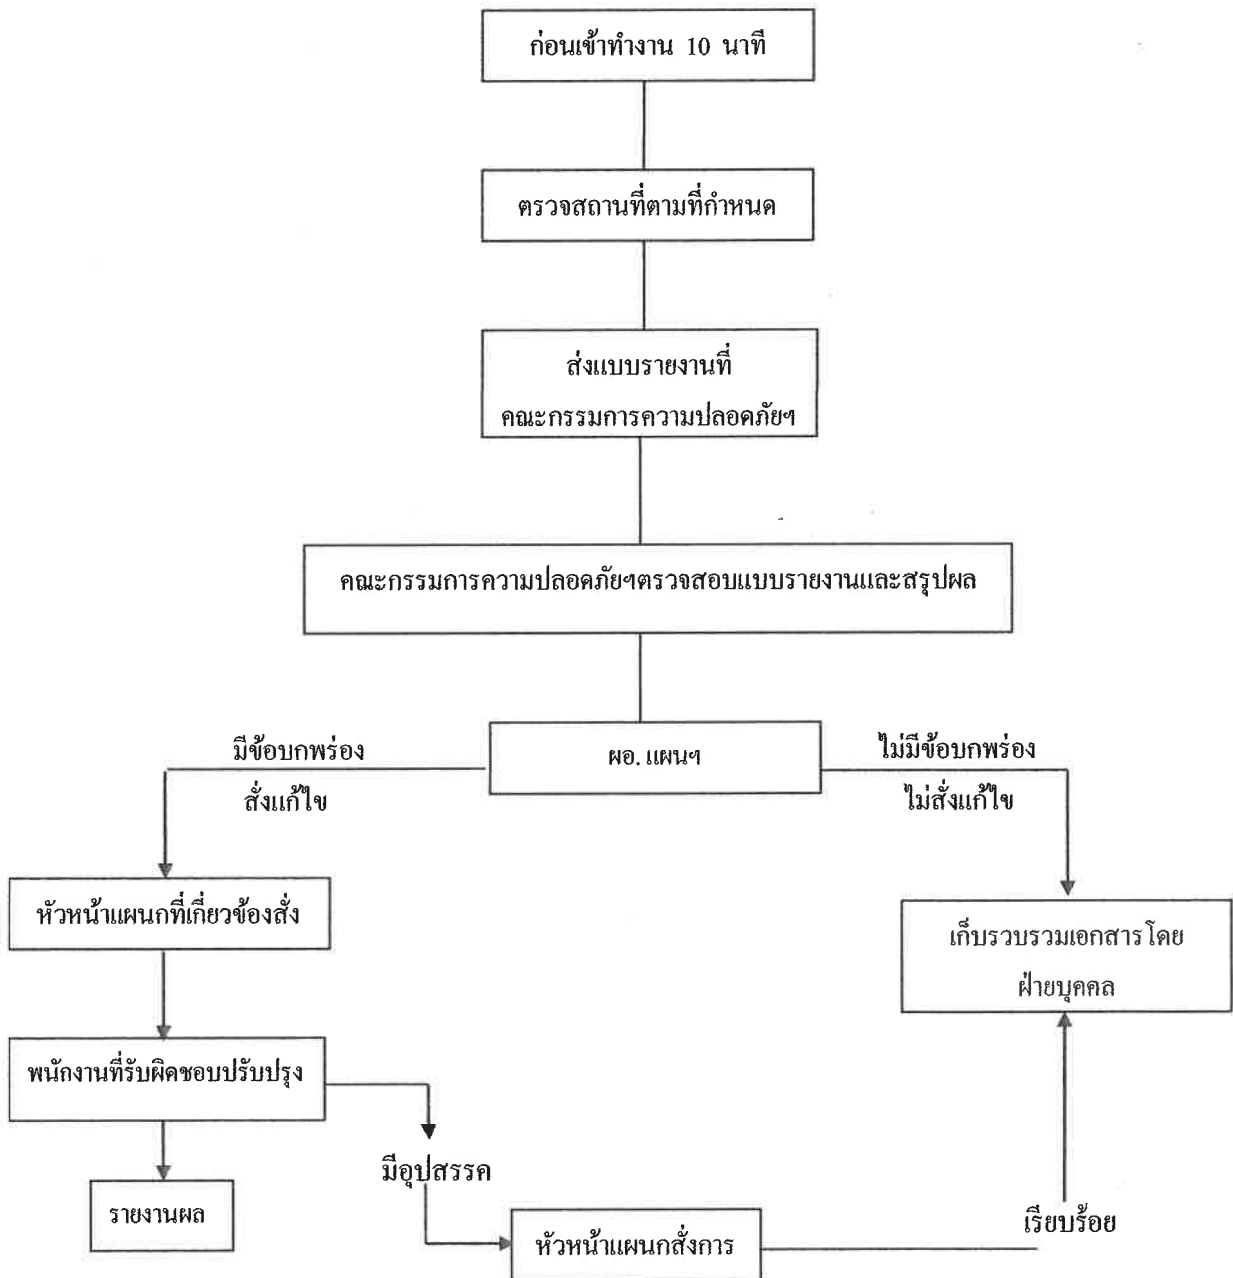 ก่อนเข้าทำงาน 10 นาที
ตรวจสถานที่ตามที่กำหนด
ส่งแบบรายงานที่
คณะกรรมการความปลอดภัยฯ
คณะกรรมการความปลอดภัยฯตรวจสอบแบบรายงานและสรุปผล
ผอ. แผนฯ
มีข้อบกพร่อง
สั่งแก้ไข
ไม่มีข้อบกพร่อง
ไม่สั่งแก้ไข
หัวหน้าแผนกที่เกี่ยวข้องสั่ง
เก็บรวบรวมเอกสารโดย
ฝ่ายบุคคล
พนักงานที่รับผิดชอบปรับปรุง
มีอุปสรรค
รายงานผล
หัวหน้าแผนกสั่งการ
เรียบร้อย